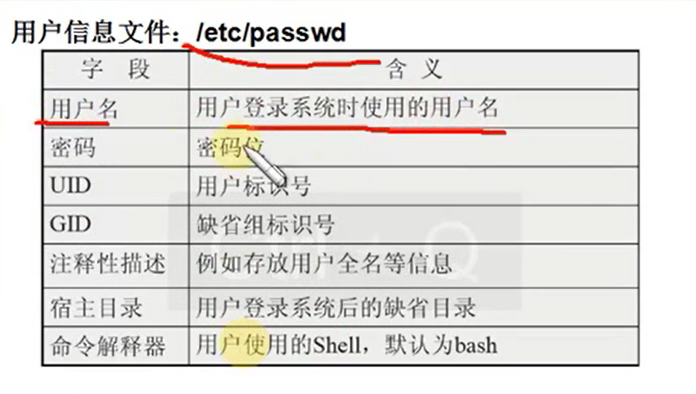 用户信息文件：/etc/passwd
字 段 含 义
用户名 用户登录系统时使用的用户名
密码 密码位
UID 用户标识号
GID 缺省组标识号
注释性描述 例如存放用户全名等信息
宿主目录 用户登录系统后的缺省目录
命令解释器 用户使用的Shell，默认为bash